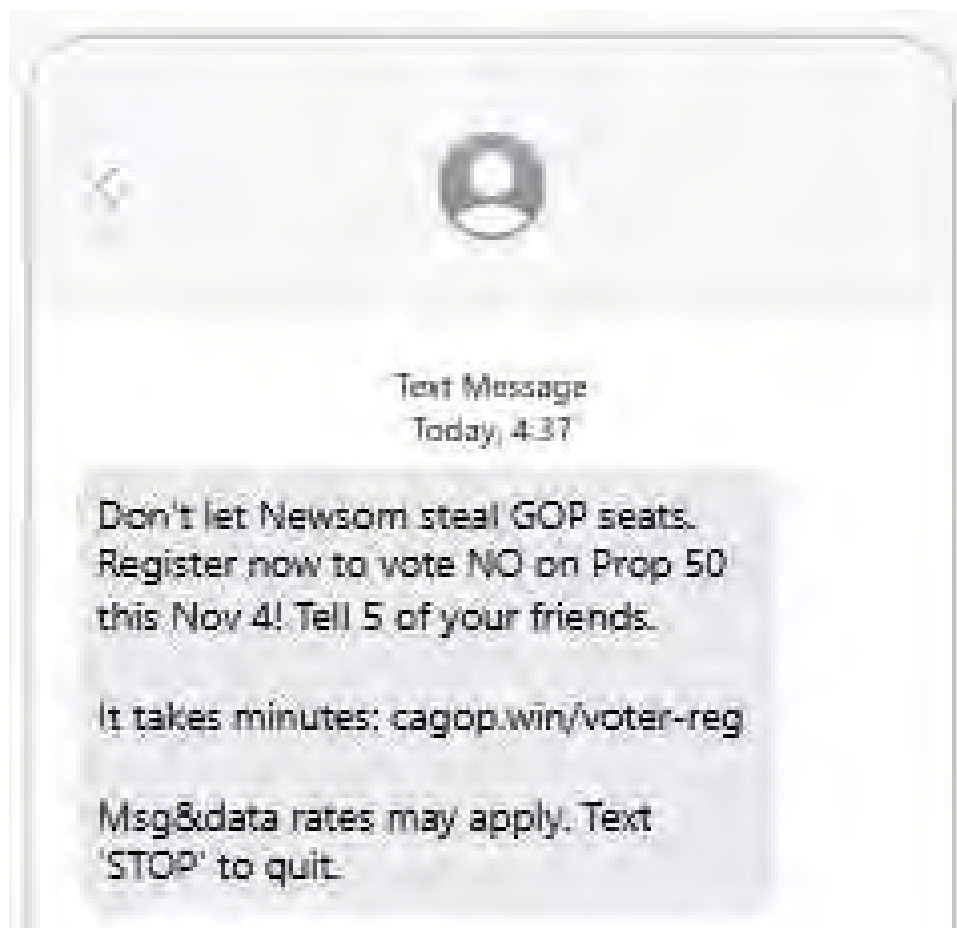 Text Message
Today, 4:37
Don't let Newsom steal GOP seats.
Register now to vote NO on Prop 50
this Nov 4! Tell 5 of your friends.
It takes minutes: cagop.win/voter-reg
Msg&data rates may apply. Text
'STOP' to quit.